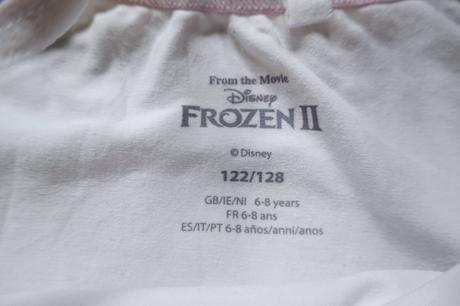 From the Movie
Disney
FROZEN II
© Disney
122/128
GB/IE/NI 6-8 years
FR 6-8 ans
ES/IT/PT 6-8 años/anni/anos